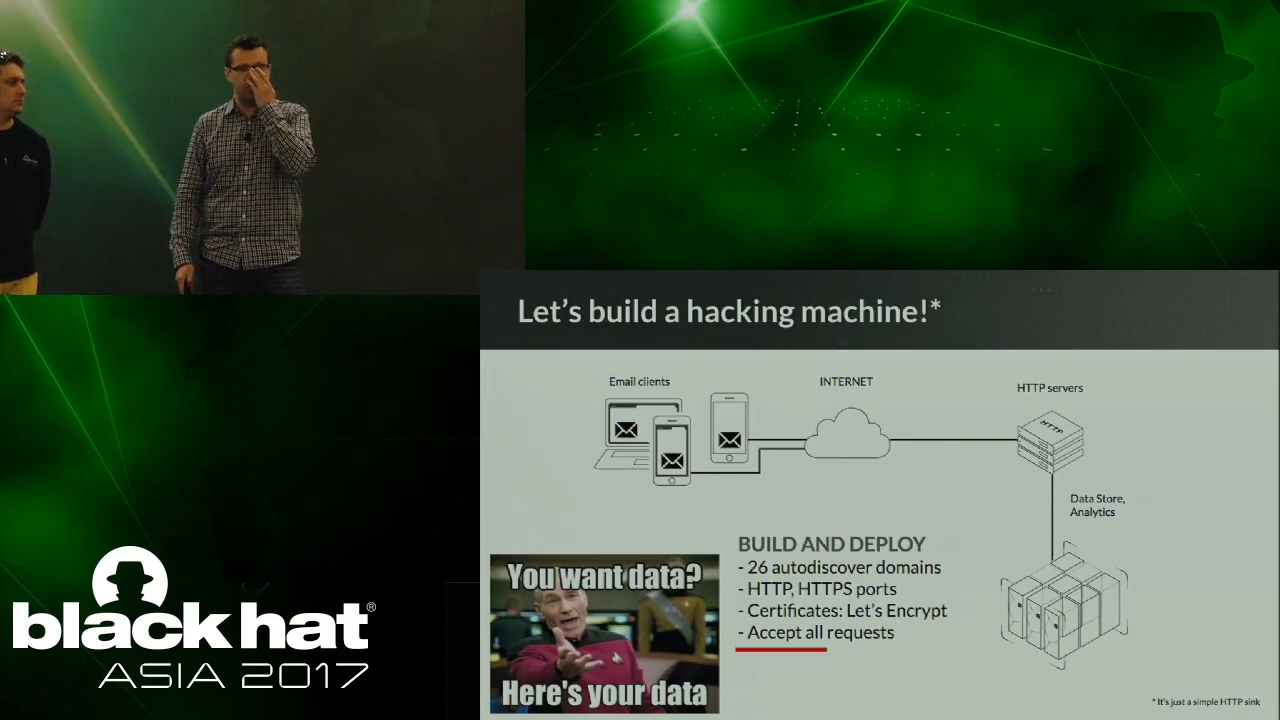 Let's build a hacking machine!*
Email clients
INTERNET
HTTP servers
HTTP
Data Store,
Analytics
BUILD AND DEPLOY
- 26 autodiscover domains
- HTTP, HTTPS ports
- Certificates: Let's Encrypt
- Accept all requests
You want data?
Here's your data
* It's just a simple HTTP sink
black hat®
ASIA 2017